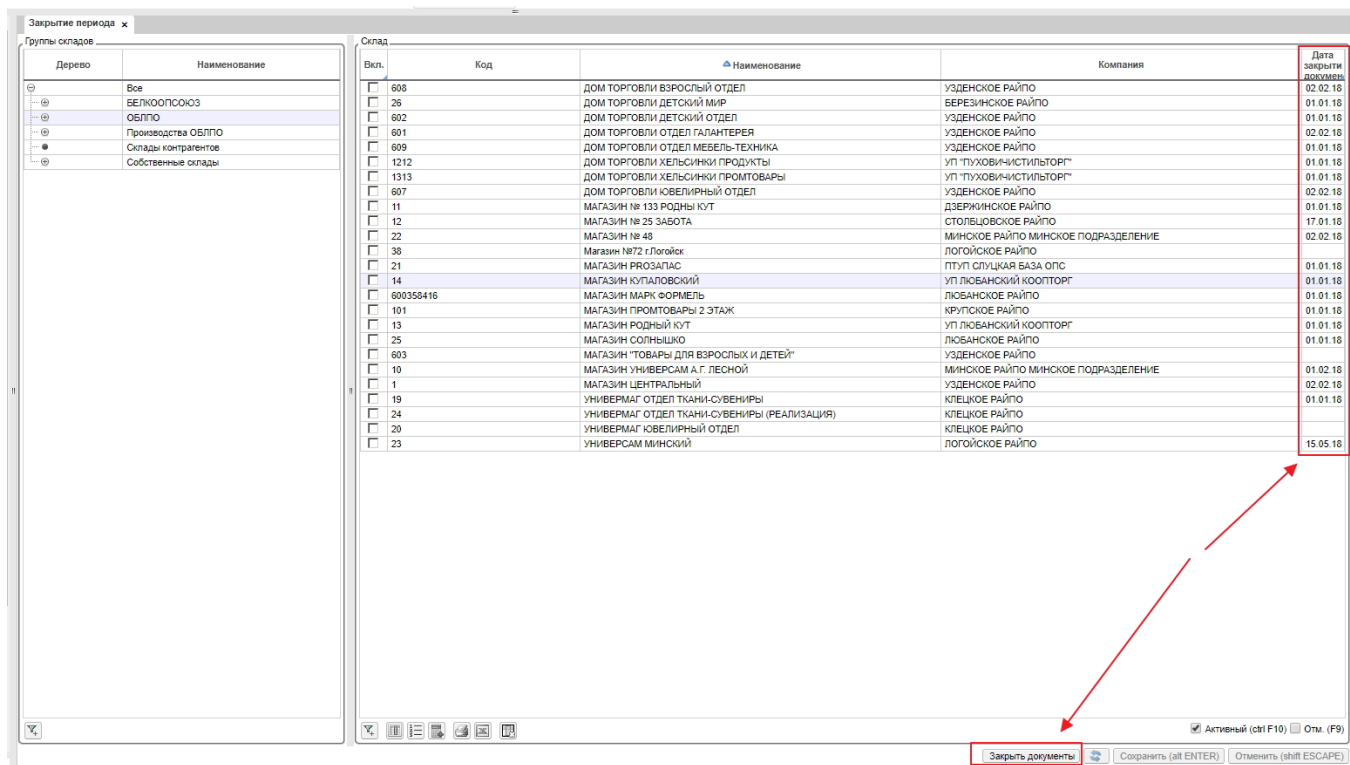 Закрытие периода x
Группы складов
Дерево Наименование
Все
БЕЛКООПСОЮЗ
ОБЛПО
Производства ОБЛПО
Склады контрагентов
Собственные склады
Склад
Вкл. Код Наименование Компания Дата закрыти докумен
608 ДОМ ТОРГОВЛИ ВЗРОСЛЫЙ ОТДЕЛ УЗДЕНСКОЕ РАЙПО 02.02.18
26 ДОМ ТОРГОВЛИ ДЕТСКИЙ МИР БЕРЕЗИНСКОЕ РАЙПО 01.01.18
602 ДОМ ТОРГОВЛИ ДЕТСКИЙ ОТДЕЛ УЗДЕНСКОЕ РАЙПО 01.01.18
601 ДОМ ТОРГОВЛИ ОТДЕЛ ГАЛАНТЕРЕЯ УЗДЕНСКОЕ РАЙПО 02.02.18
609 ДОМ ТОРГОВЛИ ОТДЕЛ МЕБЕЛЬ-ТЕХНИКА УЗДЕНСКОЕ РАЙПО 01.01.18
1212 ДОМ ТОРГОВЛИ ХЕЛЬСИНКИ ПРОДУКТЫ УП "ПУХОВИЧИСТИЛЬТОРГ" 01.01.18
1313 ДОМ ТОРГОВЛИ ХЕЛЬСИНКИ ПРОМТОВАРЫ УП "ПУХОВИЧИСТИЛЬТОРГ" 01.01.18
607 ДОМ ТОРГОВЛИ ЮВЕЛИРНЫЙ ОТДЕЛ УЗДЕНСКОЕ РАЙПО 02.02.18
11 МАГАЗИН № 133 РОДНЫ КУТ ДЗЕРЖИНСКОЕ РАЙПО 01.01.18
12 МАГАЗИН № 25 ЗАБОТА СТОЛБЦОВСКОЕ РАЙПО 17.01.18
22 МАГАЗИН № 48 МИНСКОЕ РАЙПО МИНСКОЕ ПОДРАЗДЕЛЕНИЕ 02.02.18
38 Магазин №72 г.Логойск ЛОГОЙСКОЕ РАЙПО
21 МАГАЗИН PROЗАПАС ПТУП СЛУЦКАЯ БАЗА ОПС 01.01.18
14 МАГАЗИН КУПАЛОВСКИЙ УП ЛЮБАНСКИЙ КООПТОРГ 01.01.18
600358416 МАГАЗИН МАРК ФОРМЕЛЬ ЛЮБАНСКОЕ РАЙПО 01.01.18
101 МАГАЗИН ПРОМТОВАРЫ 2 ЭТАЖ КРУПСКОЕ РАЙПО 01.01.18
13 МАГАЗИН РОДНЫЙ КУТ УП ЛЮБАНСКИЙ КООПТОРГ 01.01.18
25 МАГАЗИН СОЛНЫШКО ЛЮБАНСКОЕ РАЙПО 01.01.18
603 МАГАЗИН "ТОВАРЫ ДЛЯ ВЗРОСЛЫХ И ДЕТЕЙ" УЗДЕНСКОЕ РАЙПО
10 МАГАЗИН УНИВЕРСАМ А.Г. ЛЕСНОЙ МИНСКОЕ РАЙПО МИНСКОЕ ПОДРАЗДЕЛЕНИЕ 01.02.18
1 МАГАЗИН ЦЕНТРАЛЬНЫЙ УЗДЕНСКОЕ РАЙПО 02.02.18
19 УНИВЕРМАГ ОТДЕЛ ТКАНИ-СУВЕНИРЫ КЛЕЦКОЕ РАЙПО 01.01.18
24 УНИВЕРМАГ ОТДЕЛ ТКАНИ-СУВЕНИРЫ (РЕАЛИЗАЦИЯ) КЛЕЦКОЕ РАЙПО
20 УНИВЕРМАГ ЮВЕЛИРНЫЙ ОТДЕЛ КЛЕЦКОЕ РАЙПО
23 УНИВЕРСАМ МИНСКИЙ ЛОГОЙСКОЕ РАЙПО 15.05.18
Активный (ctrl F10) Отм. (F9)
Закрыть документы Сохранить (alt ENTER) Отменить (shift ESCAPE)